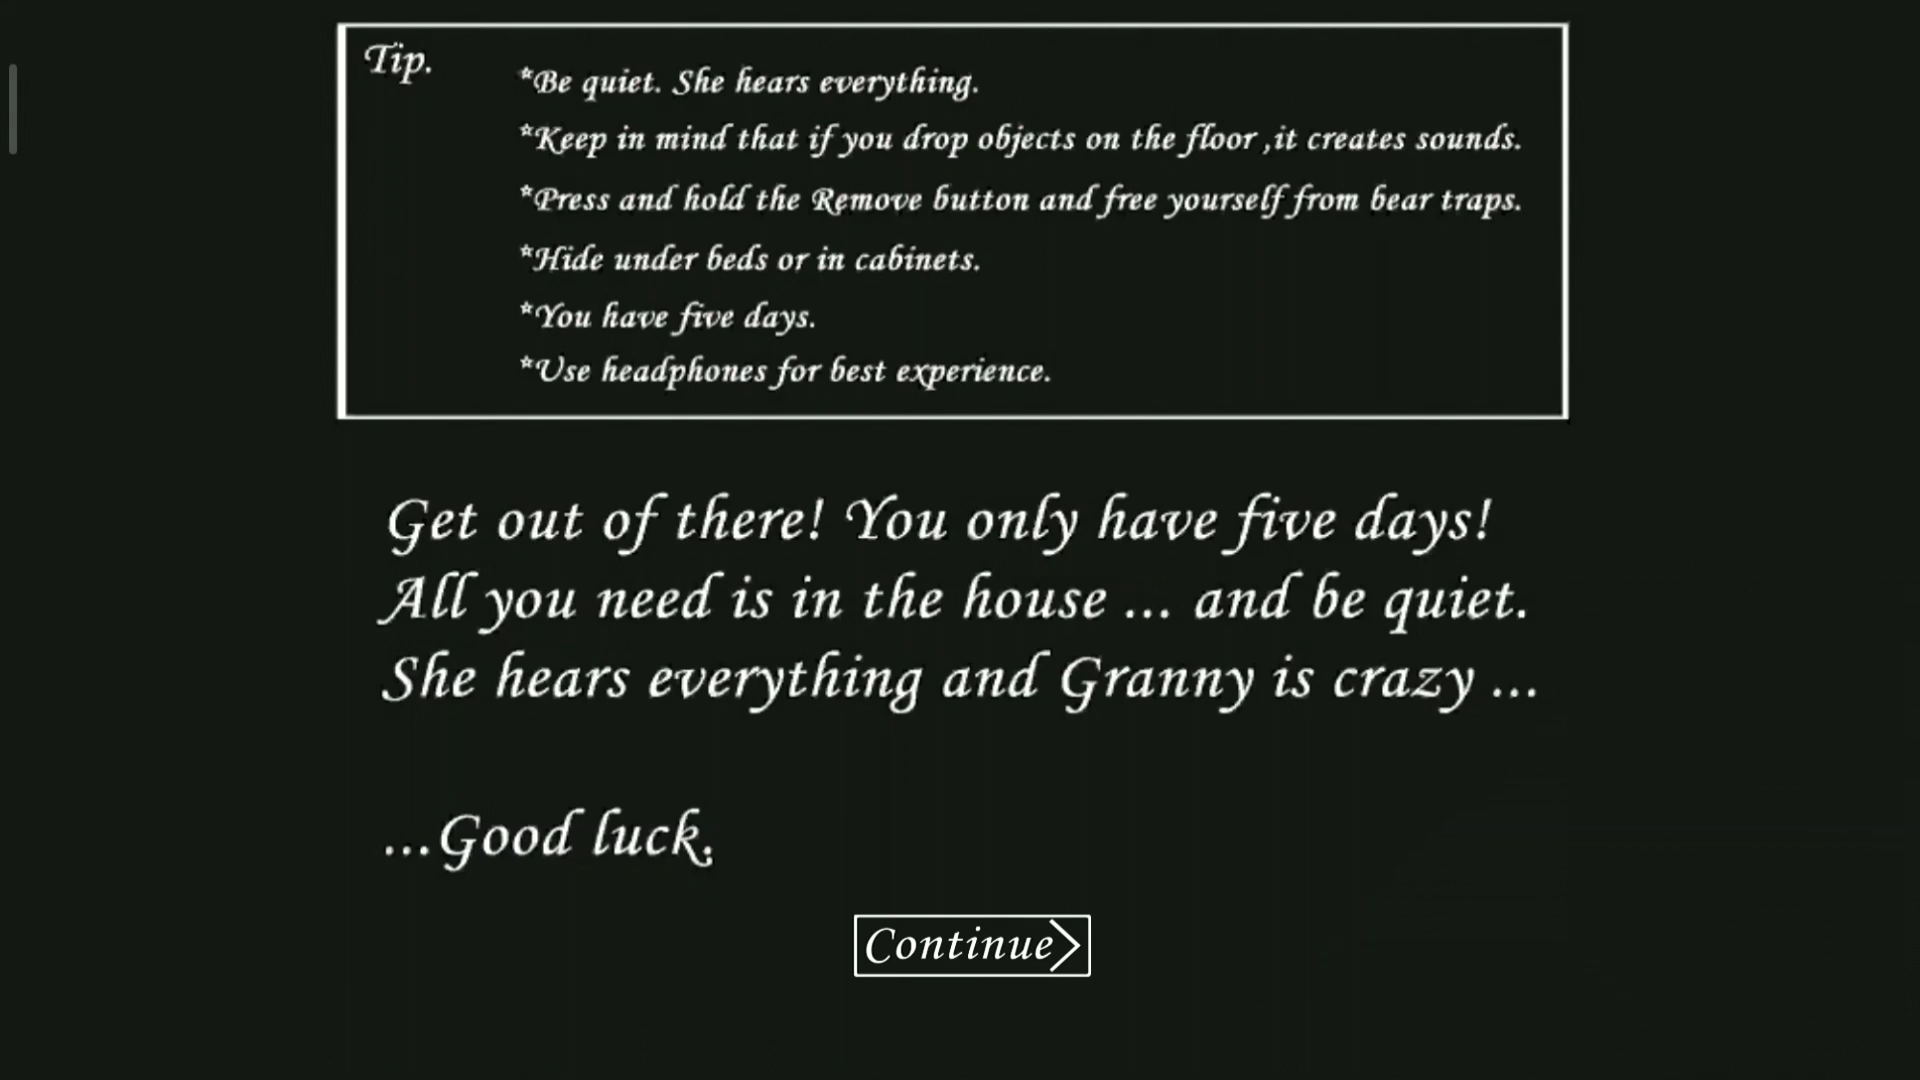 Tip.
*Be quiet. She hears everything.
*Keep in mind that if you drop objects on the floor ,it creates sounds.
*Press and hold the Remove button and free yourself from bear traps.
*Hide under beds or in cabinets.
*You have five days.
*Use headphones for best experience.
Get out of there! You only have five days!
All you need is in the house ... and be quiet.
She hears everything and Granny is crazy ...
...Good luck.
Continue>